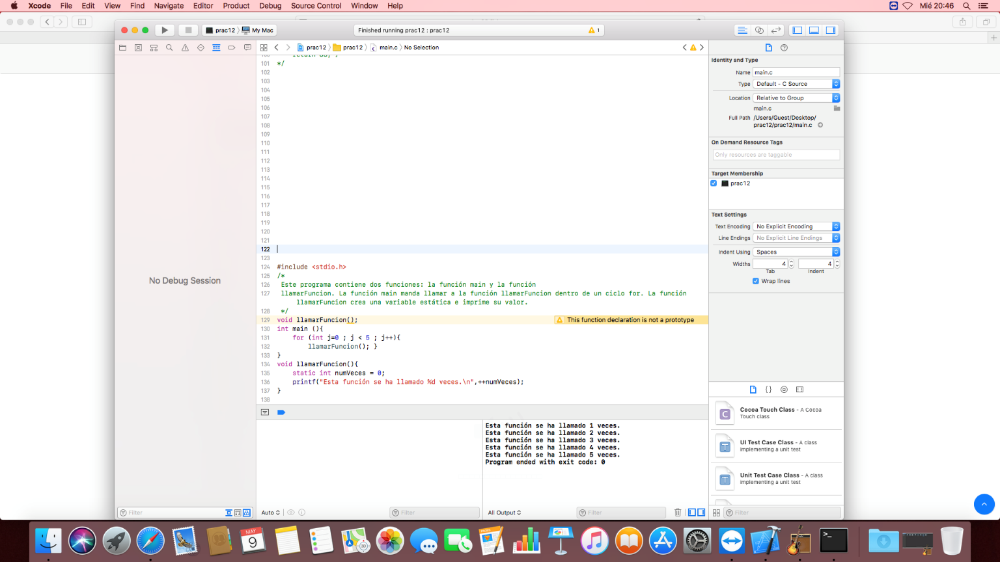 Xcode File Edit View Find Navigate Editor Product Debug Source Control Window Help Mié 20:46
prac12 My Mac Finished running prac12 : prac12 1
prac12 prac12 main.c No Selection
101 */
102
103
104
105
106
107
108
109
110
111
112
113
114
115
116
117
118
119
120
121
122
123
124 #include <stdio.h>
125 /*
126 Este programa contiene dos funciones: la función main y la función
127 llamarFuncion. La función main manda llamar a la función llamarFuncion dentro de un ciclo for. La función
llamarFuncion crea una variable estática e imprime su valor.
128 */
129 void llamarFuncion(); This function declaration is not a prototype
130 int main (){
131 for (int j=0 ; j < 5 ; j++){
132 llamarFuncion(); }
133 }
134 void llamarFuncion(){
135 static int numVeces = 0;
136 printf("Esta función se ha llamado %d veces.\n",++numVeces);
137 }
138
No Debug Session
Esta función se ha llamado 1 veces.
Esta función se ha llamado 2 veces.
Esta función se ha llamado 3 veces.
Esta función se ha llamado 4 veces.
Esta función se ha llamado 5 veces.
Program ended with exit code: 0
Filter Auto Filter All Output Filter Filter
Identity and Type
Name main.c
Type Default - C Source
Location Relative to Group
main.c
Full Path /Users/Guest/Desktop/
prac12/prac12/main.c
On Demand Resource Tags
Only resources are taggable
Target Membership
prac12
Text Settings
Text Encoding No Explicit Encoding
Line Endings No Explicit Line Endings
Indent Using Spaces
Widths 4 4
Tab Indent
Wrap lines
C
Cocoa Touch Class - A Cocoa
Touch class
T
UI Test Case Class - A class
implementing a unit test
T
Unit Test Case Class - A class
implementing a unit test
MAY
9
>_